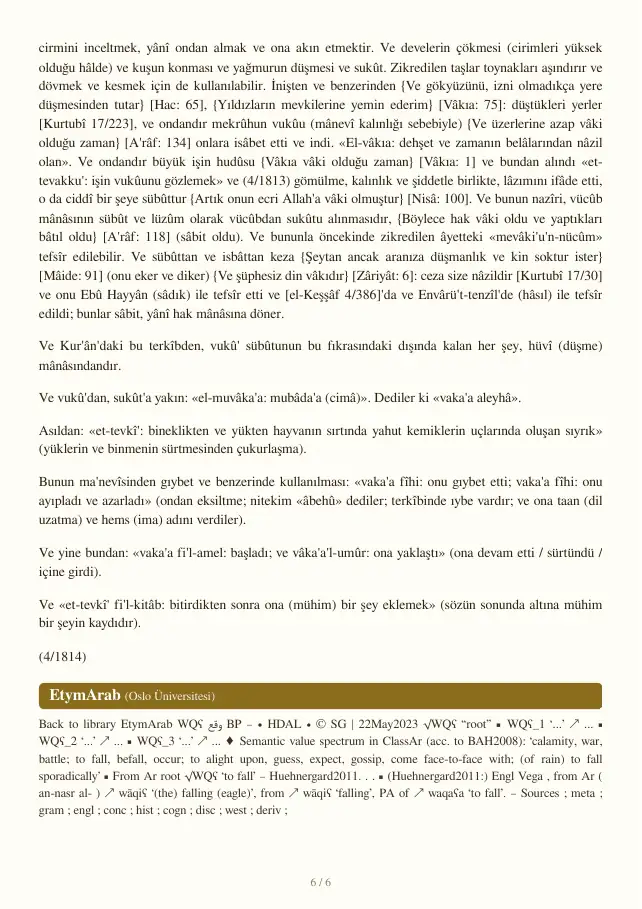 cirmini inceltmek, yânî ondan almak ve ona akın etmektir. Ve develerin çökmesi (cirimleri yüksek
olduğu hâlde) ve kuşun konması ve yağmurun düşmesi ve sukût. Zikredilen taşlar toynakları aşındırır ve
dövmek ve kesmek için de kullanılabilir. İnişten ve benzerinden {Ve gökyüzünü, izni olmadıkça yere
düşmesinden tutar} [Hac: 65], {Yıldızların mevkilerine yemin ederim} [Vâkıa: 75]: düştükleri yerler
[Kurtubî 17/223], ve ondandır mekrûhun vukûu (mânevî kalınlığı sebebiyle) {Ve üzerlerine azap vâki
olduğu zaman} [A'râf: 134] onlara isâbet etti ve indi. «El-vâkıa: dehşet ve zamanın belâlarından nâzil
olan». Ve ondandır büyük işin hudûsu {Vâkıa vâki olduğu zaman} [Vâkıa: 1] ve bundan alındı «et-
tevakku': işin vukûunu gözlemek» ve (4/1813) gömülme, kalınlık ve şiddetle birlikte, lâzımını ifâde etti,
o da ciddî bir şeye sübûttur {Artık onun ecri Allah'a vâki olmuştur} [Nisâ: 100]. Ve bunun nazîri, vücûb
mânâsının sübût ve lüzûm olarak vücûbdan sukûtu alınmasıdır, {Böylece hak vâki oldu ve yaptıkları
bâtıl oldu} [A'râf: 118] (sâbit oldu). Ve bununla öncekinde zikredilen âyetteki «mevâki'u'n-nücûm»
tefsîr edilebilir. Ve sübûttan ve isbâttan keza {Şeytan ancak aranıza düşmanlık ve kin soktur ister}
[Mâide: 91] (onu eker ve diker) {Ve şüphesiz din vâkıdır} [Zâriyât: 6]: ceza size nâzildir [Kurtubî 17/30]
ve onu Ebû Hayyân (sâdık) ile tefsîr etti ve [el-Keşşâf 4/386]'da ve Envârü't-tenzîl'de (hâsıl) ile tefsîr
edildi; bunlar sâbit, yânî hak mânâsına döner.
Ve Kur'ân'daki bu terkîbden, vukû' sübûtunun bu fıkrasındaki dışında kalan her şey, hüvî (düşme)
mânâsındandır.
Ve vukû'dan, sukût'a yakın: «el-muvâka'a: mubâda'a (cimâ)». Dediler ki «vaka'a aleyhâ».
Asıldan: «et-tevkî': bineklikten ve yükten hayvanın sırtında yahut kemiklerin uçlarında oluşan sıyrık»
(yüklerin ve binmenin sürtmesinden çukurlaşma).
Bunun ma'nevîsinden gıybet ve benzerinde kullanılması: «vaka'a fîhi: onu gıybet etti; vaka'a fîhi: onu
ayıpladı ve azarladı» (ondan eksiltme; nitekim «âbehû» dediler; terkîbinde ıybe vardır; ve ona taan (dil
uzatma) ve hems (ima) adını verdiler).
Ve yine bundan: «vaka'a fi'l-amel: başladı; ve vâka'a'l-umûr: ona yaklaştı» (ona devam etti / sürtündü /
içine girdi).
Ve «et-tevkî' fi'l-kitâb: bitirdikten sonra ona (mühim) bir şey eklemek» (sözün sonunda altına mühim
bir şeyin kaydıdır).
(4/1814)
EtymArab (Oslo Üniversitesi)
Back to library EtymArab WQʕ وقع BP – • HDAL • © SG | 22May2023 √WQʕ “root” ▪ WQʕ_1 ‘...’ ↗ ... ▪
WQʕ_2 ‘...’ ↗ ... ▪ WQʕ_3 ‘...’ ↗ ... ♦ Semantic value spectrum in ClassAr (acc. to BAH2008): ‘calamity, war,
battle; to fall, befall, occur; to alight upon, guess, expect, gossip, come face-to-face with; (of rain) to fall
sporadically’ ▪ From Ar root √WQʕ ‘to fall’ – Huehnergard2011. . . ▪ (Huehnergard2011:) Engl Vega , from Ar (
an-nasr al- ) ↗ wāqiʕ ‘(the) falling (eagle)’, from ↗ wāqiʕ ‘falling’, PA of ↗ waqaʕa ‘to fall’. – Sources ; meta ;
gram ; engl ; conc ; hist ; cogn ; disc ; west ; deriv ;
6 / 6